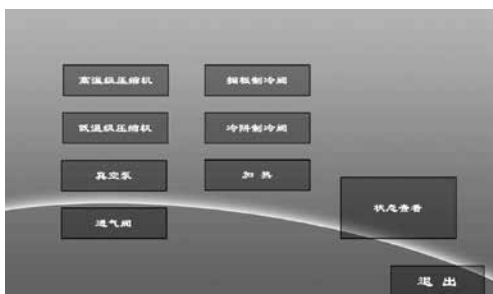 高温级压缩机
搁板制冷阀
低温级压缩机
冷阱制冷阀
真空泵
加热
进气阀
状态查看
退出